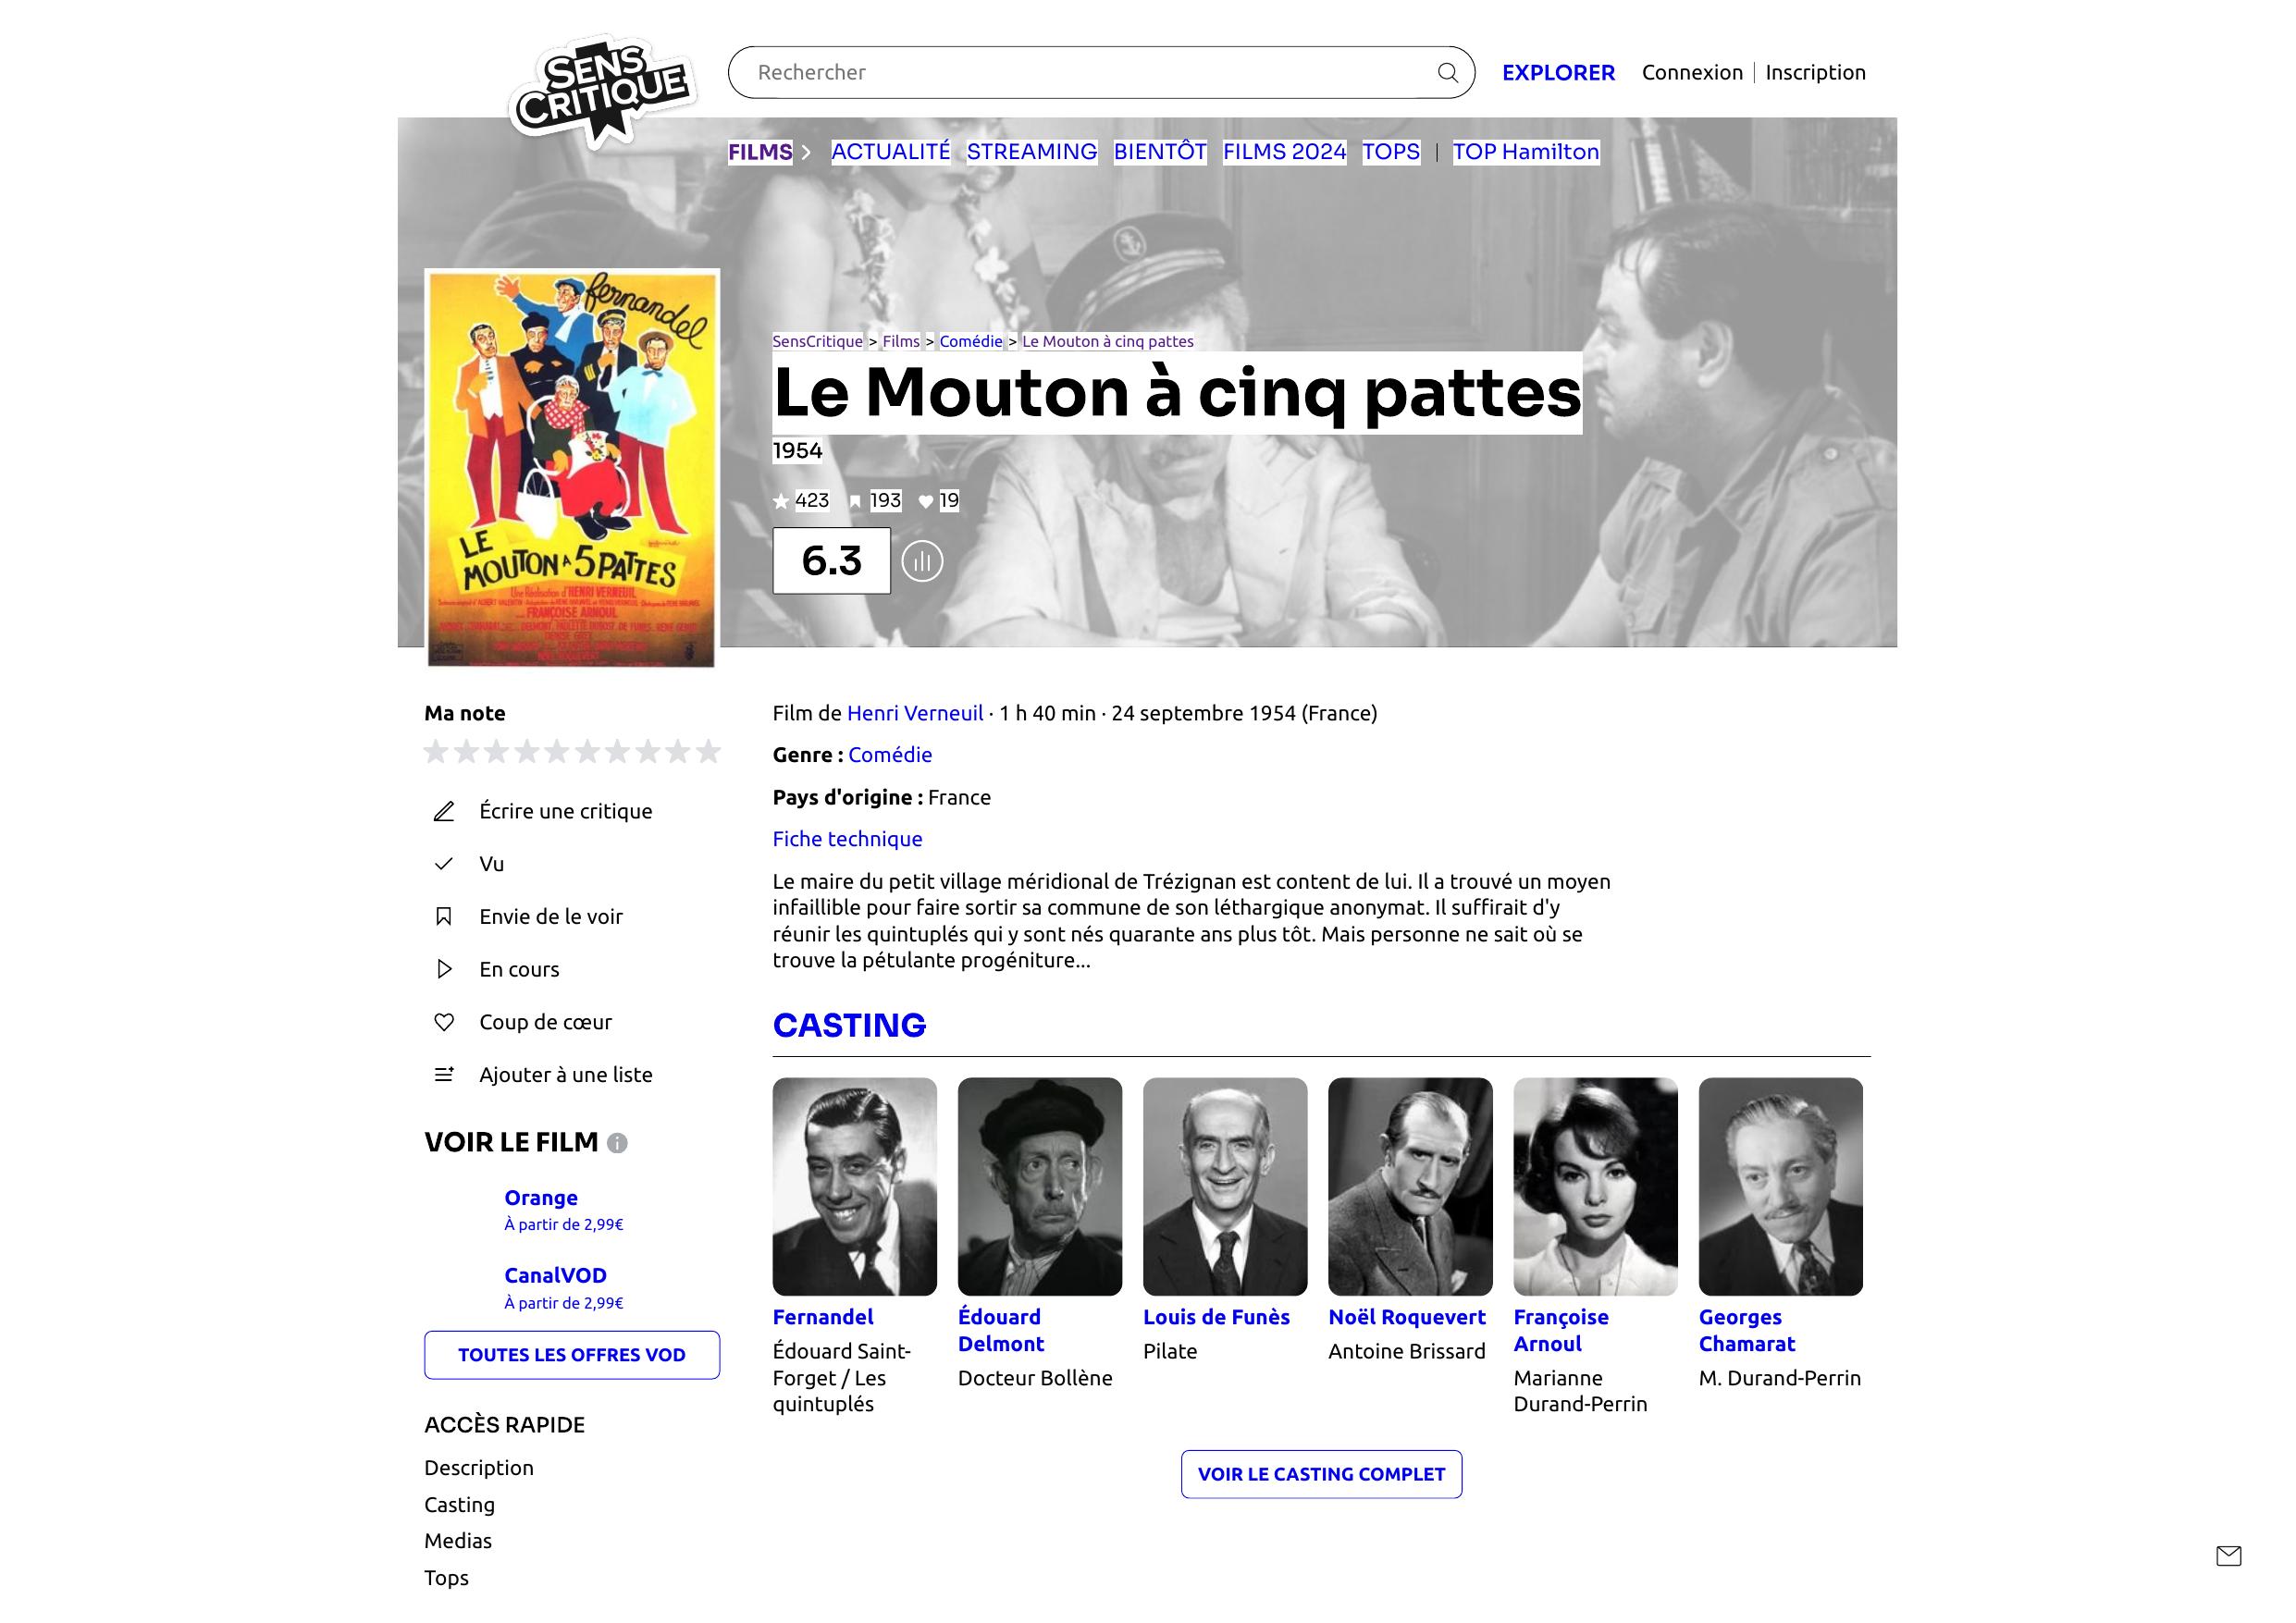 SENS
CRITIQUE
Rechercher
EXPLORER
Connexion | Inscription
FILMS
ACTUALITÉ
STREAMING
BIENTÔT
FILMS 2024
TOPS
|
TOP Hamilton
fernandel
LE
MOUTON A 5 PATTES
Une Réalisation d'HENRI VERNEUIL
FRANÇOISE ARNOUL
SensCritique > Films > Comédie > Le Mouton à cinq pattes
Le Mouton à cinq pattes
1954
423 193 19
6.3
Ma note
Écrire une critique
Vu
Envie de le voir
En cours
Coup de cœur
Ajouter à une liste
VOIR LE FILM
Orange
À partir de 2,99€
CanalVOD
À partir de 2,99€
TOUTES LES OFFRES VOD
ACCÈS RAPIDE
Description
Casting
Medias
Tops
Film de Henri Verneuil · 1 h 40 min · 24 septembre 1954 (France)
Genre : Comédie
Pays d'origine : France
Fiche technique
Le maire du petit village méridional de Trézignan est content de lui. Il a trouvé un moyen
infaillible pour faire sortir sa commune de son léthargique anonymat. Il suffirait d'y
réunir les quintuplés qui y sont nés quarante ans plus tôt. Mais personne ne sait où se
trouve la pétulante progéniture...
CASTING
Fernandel
Édouard Saint-
Forget / Les
quintuplés
Édouard
Delmont
Docteur Bollène
Louis de Funès
Pilate
Noël Roquevert
Antoine Brissard
Françoise
Arnoul
Marianne
Durand-Perrin
Georges
Chamarat
M. Durand-Perrin
VOIR LE CASTING COMPLET